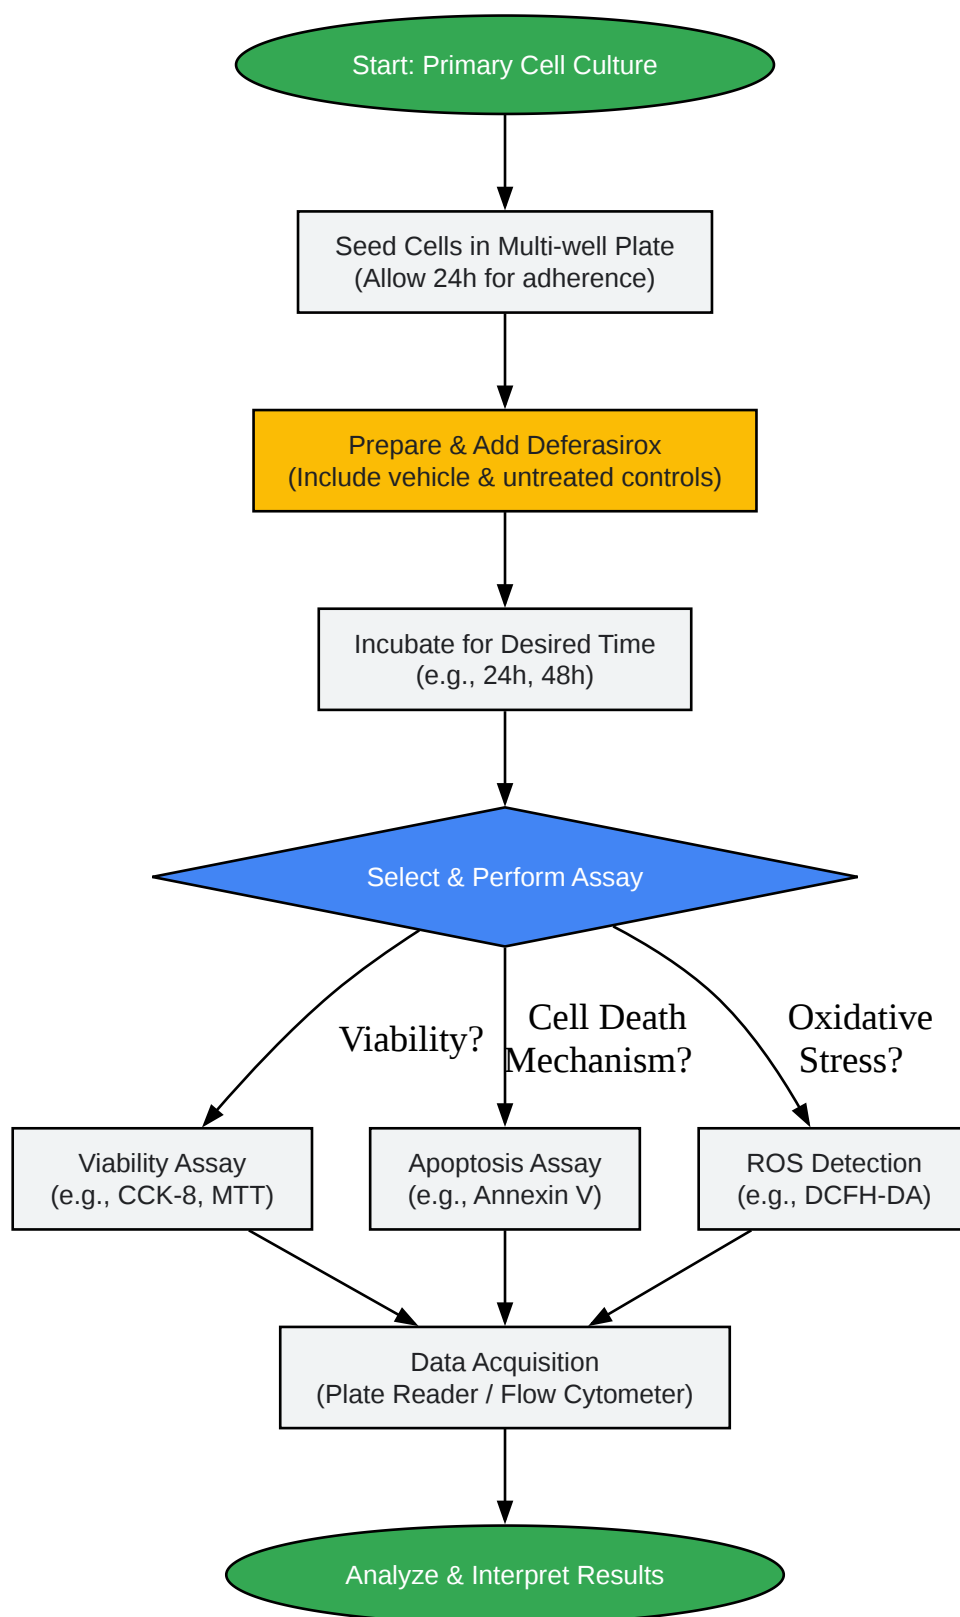 Start: Primary Cell Culture
Seed Cells in Multi-well Plate
(Allow 24h for adherence)
Prepare & Add Deferasirox
(Include vehicle & untreated controls)
Incubate for Desired Time
(e.g., 24h, 48h)
Select & Perform Assay
Viability?
Cell Death
Mechanism?
Oxidative
Stress?
Viability Assay
(e.g., CCK-8, MTT)
Apoptosis Assay
(e.g., Annexin V)
ROS Detection
(e.g., DCFH-DA)
Data Acquisition
(Plate Reader / Flow Cytometer)
Analyze & Interpret Results